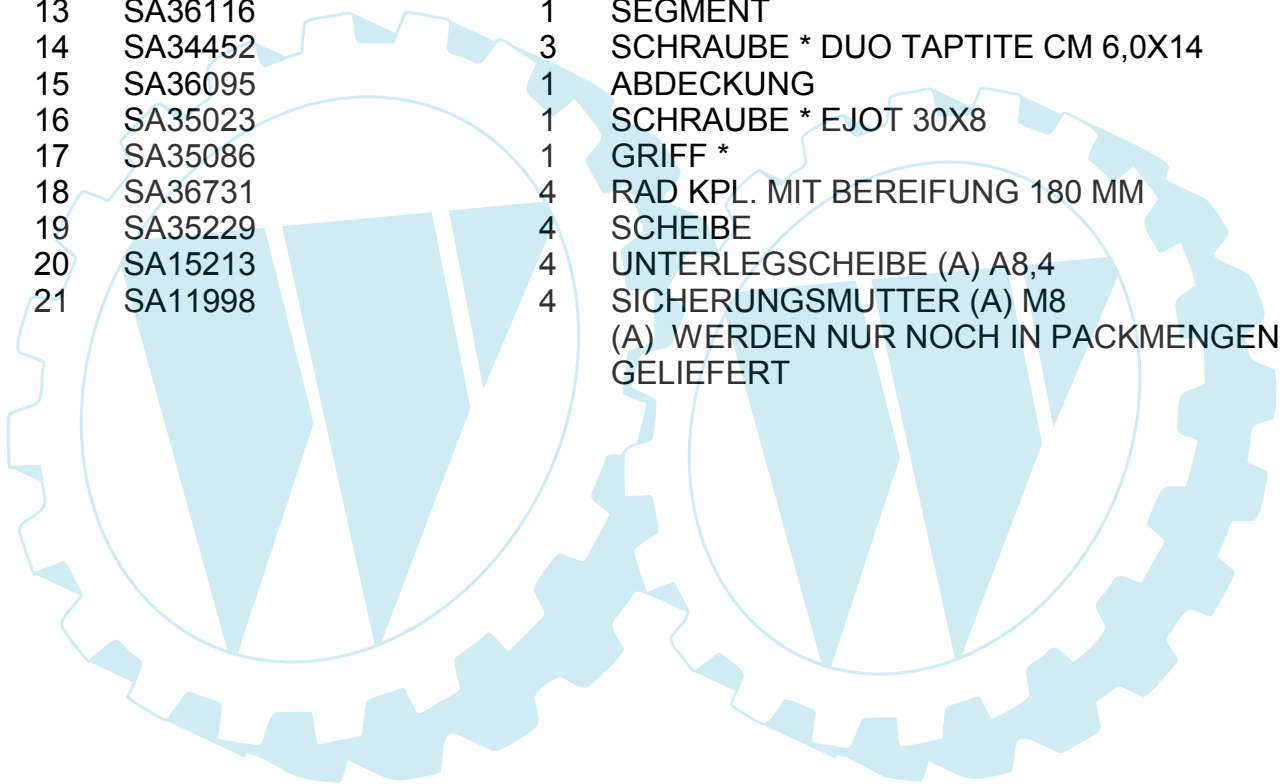 13 SA36116 1 SEGMENT
14 SA34452 3 SCHRAUBE * DUO TAPTITE CM 6,0X14
15 SA36095 1 ABDECKUNG
16 SA35023 1 SCHRAUBE * EJOT 30X8
17 SA35086 1 GRIFF *
18 SA36731 4 RAD KPL. MIT BEREIFUNG 180 MM
19 SA35229 4 SCHEIBE
20 SA15213 4 UNTERLEGSCHEIBE (A) A8,4
21 SA11998 4 SICHERUNGSMUTTER (A) M8
(A) WERDEN NUR NOCH IN PACKMENGEN
GELIEFERT